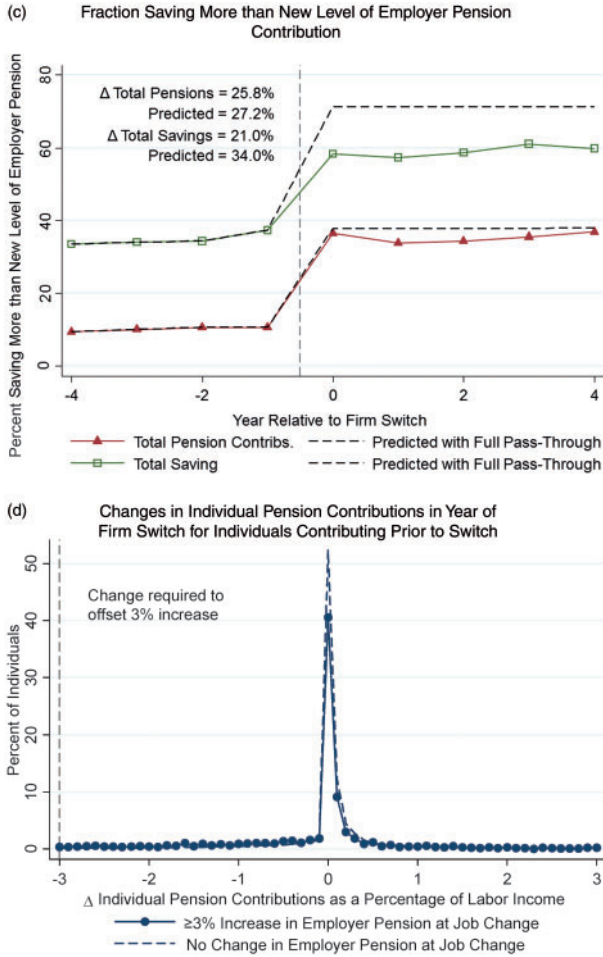 (c)
Fraction Saving More than New Level of Employer Pension
Contribution
Percent Saving More than New Level of Employer Pension
80
60
40
20
0
Δ Total Pensions = 25.8%
Predicted = 27.2%
Δ Total Savings = 21.0%
Predicted = 34.0%
-4
-2
0
2
4
Year Relative to Firm Switch
Total Pension Contribs.
Predicted with Full Pass-Through
Total Saving
Predicted with Full Pass-Through
(d)
Changes in Individual Pension Contributions in Year of
Firm Switch for Individuals Contributing Prior to Switch
Percent of Individuals
50
40
30
20
10
0
Change required to
offset 3% increase
-3
-2
-1
0
1
2
3
Δ Individual Pension Contributions as a Percentage of Labor Income
≥3% Increase in Employer Pension at Job Change
No Change in Employer Pension at Job Change